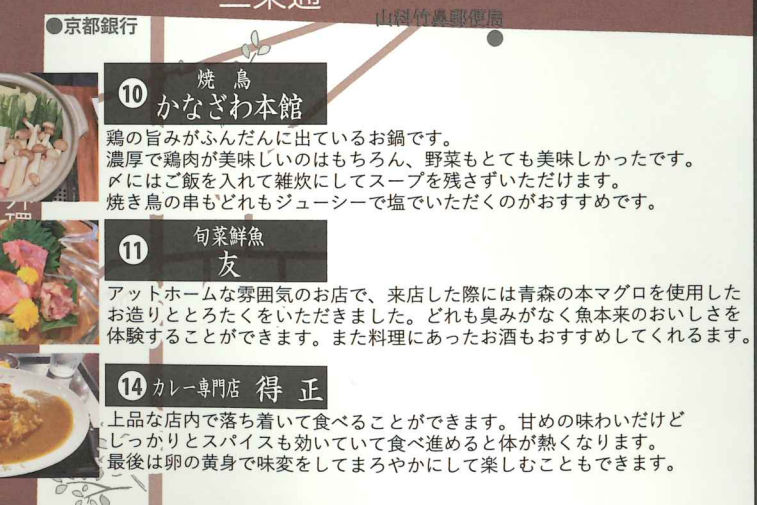 ●京都銀行
山科竹鼻郵便局
⑩ 焼鳥
かなざわ本館
鶏の旨みがふんだんに出ているお鍋です。
濃厚で鶏肉が美味しいのはもちろん、野菜もとても美味しかったです。
〆にはご飯を入れて雑炊にしてスープを残さずいただけます。
焼き鳥の串もどれもジューシーで塩でいただくのがおすすめです。
⑪ 旬菜鮮魚
友
アットホームな雰囲気のお店で、来店した際には青森の本マグロを使用した
お造りととろたくをいただきました。どれも臭みがなく魚本来のおいしさを
体験することができます。また料理にあったお酒もおすすめしてくれるます。
⑭ カレー専門店 得正
上品な店内で落ち着いて食べることができます。甘めの味わいだけど
しっかりとスパイスも効いていて食べ進めると体が熱くなります。
最後は卵の黄身で味変をしてまろやかにして楽しむこともできます。